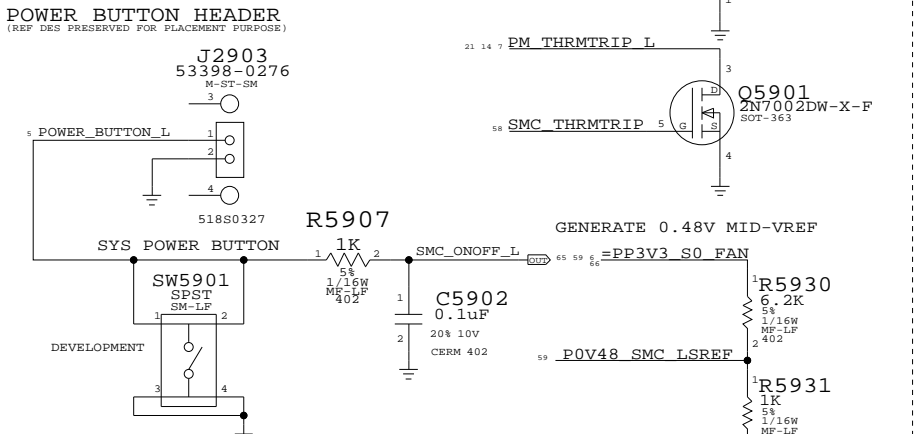 POWER BUTTON HEADER
(REF DES PRESERVED FOR PLACEMENT PURPOSE)
J2903
53398-0276
M-ST-SM
3
5 POWER_BUTTON_L 1
2
4
518S0327
SYS POWER BUTTON
SW5901
SPST
SM-LF
1 2
DEVELOPMENT
3 4
R5907
1 1K 2
5%
1/16W
MF-LF
402
SMC_ONOFF_L OUT 65 59 6
1 C5902
0.1uF
2 20% 10V
CERM 402
1
21 14 7 PM_THRMTRIP_L
3
D Q5901
2N7002DW-X-F
SOT-363
58 SMC_THRMTRIP 5 G S
4
GENERATE 0.48V MID-VREF
66 =PP3V3_S0_FAN
1 R5930
6.2K
5%
1/16W
MF-LF
402
2
59 P0V48_SMC_LSREF
1 R5931
1K
5%
1/16W
MF-LF